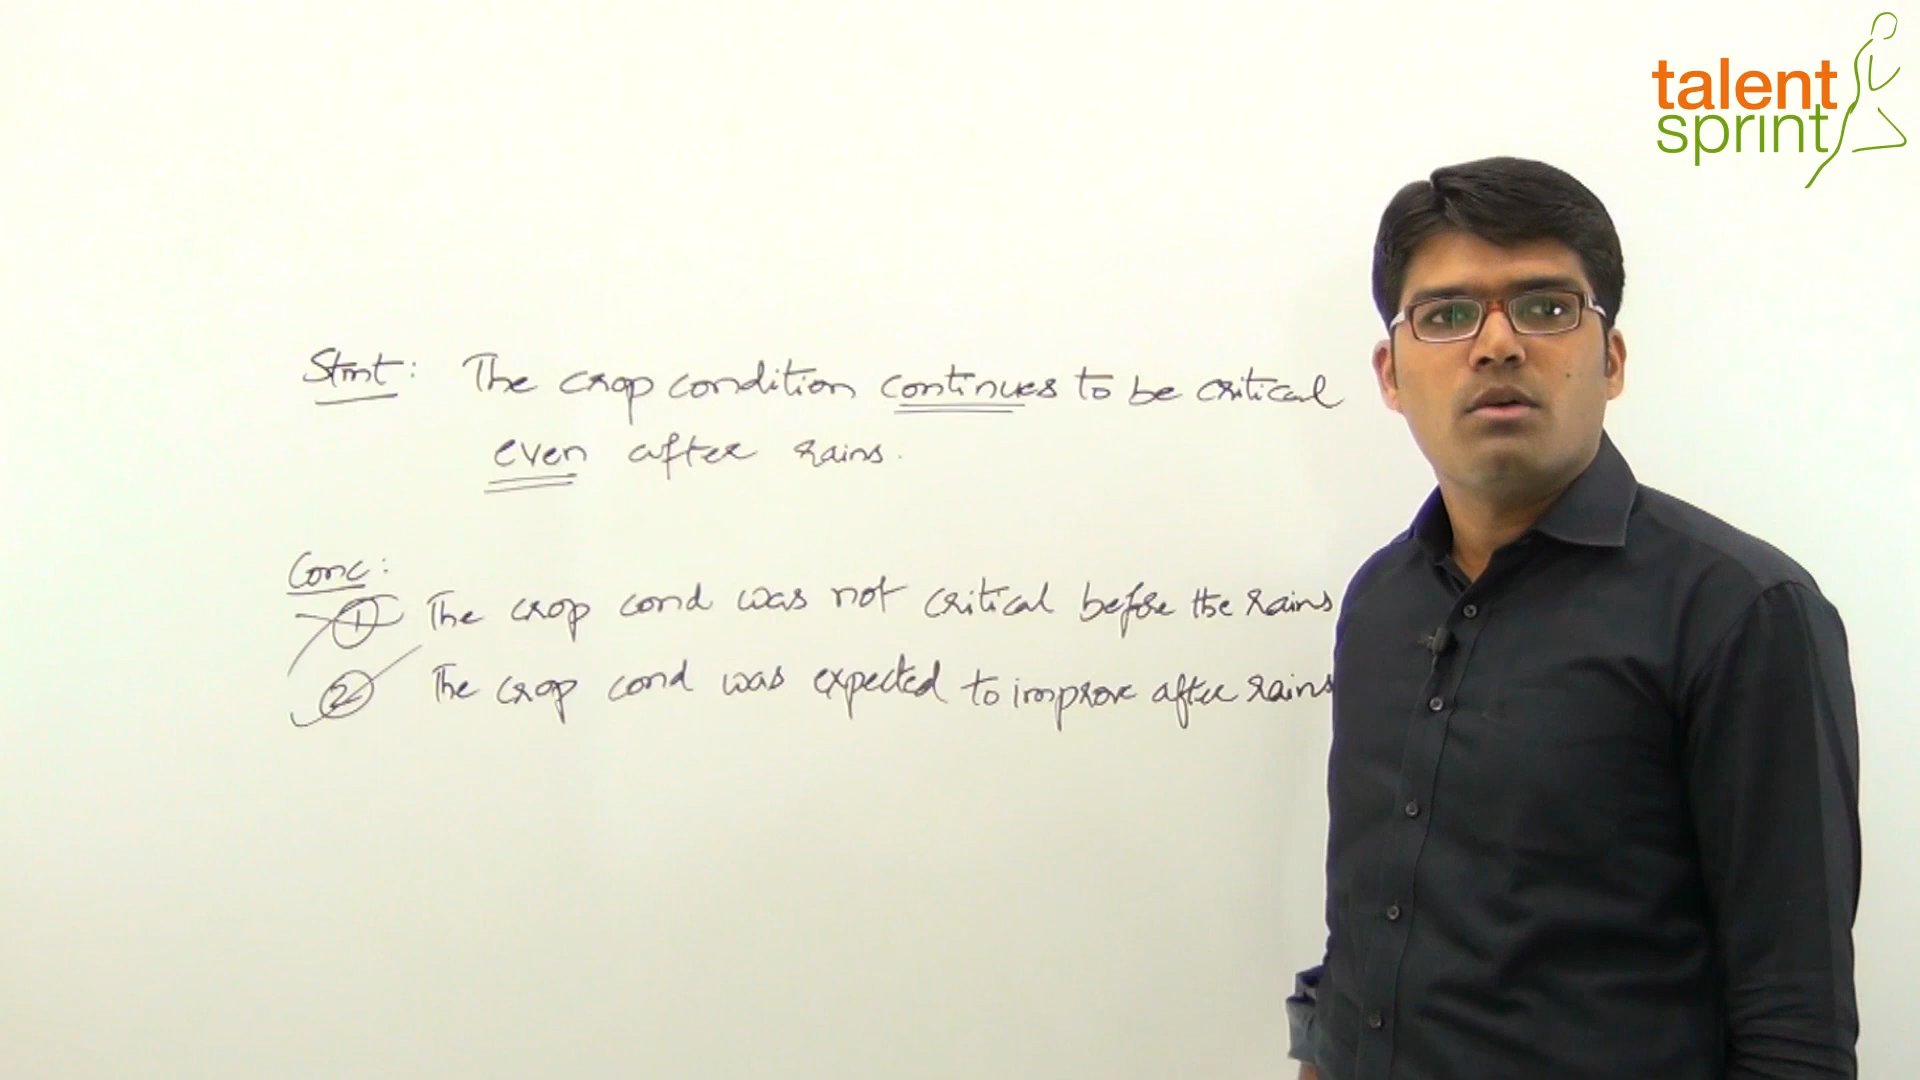 talent
sprint
Stmt: The crop condition continues to be critical
even after rains.
Conc:
1 The crop cond was not critical before the rains
2 The crop cond was expected to improve after rains